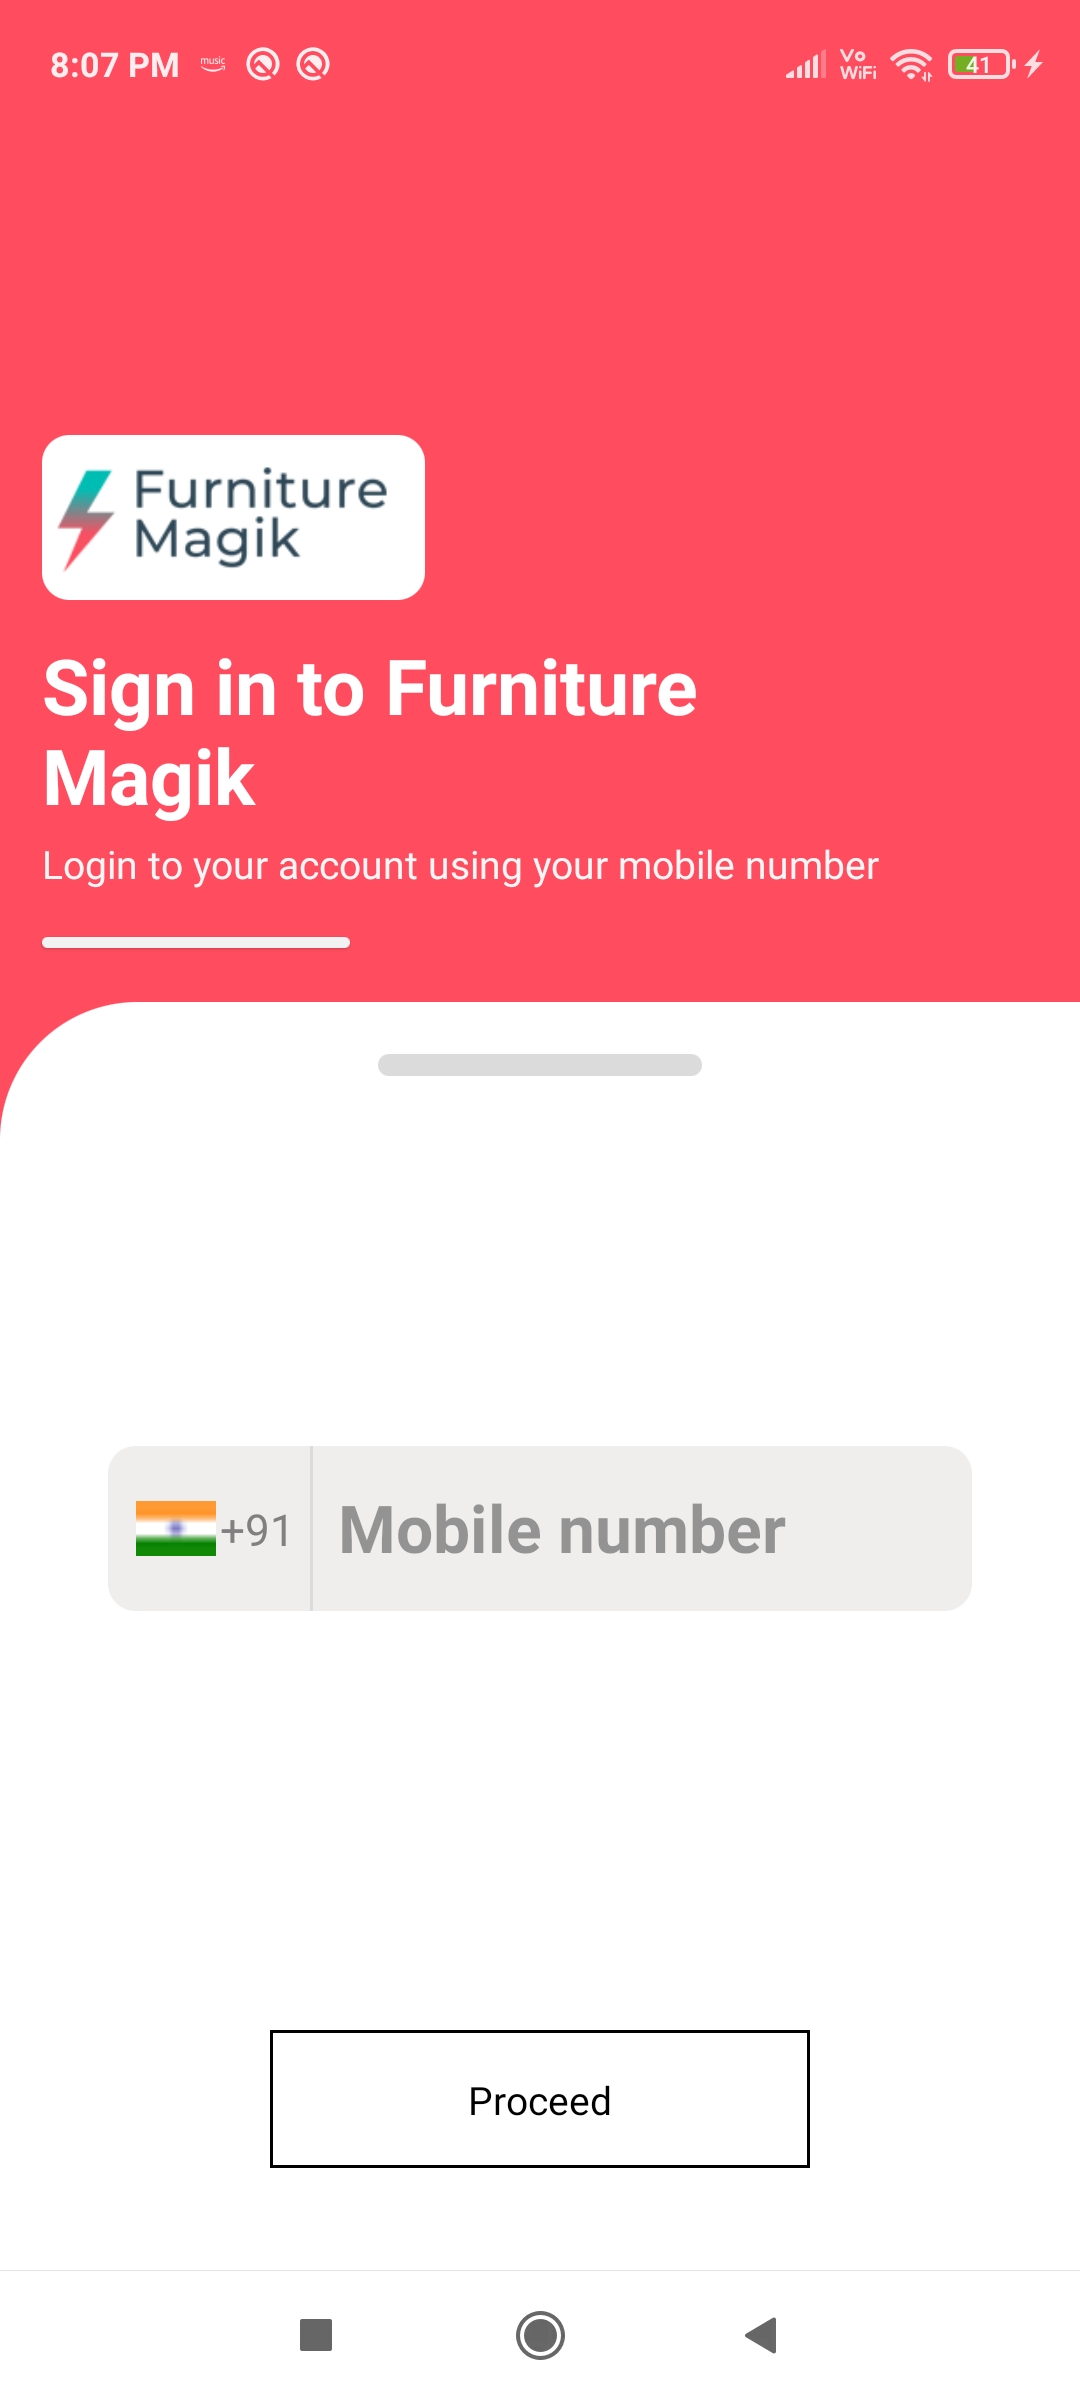 8:07 PM music Vo WiFi 41
Furniture
Magik
Sign in to Furniture
Magik
Login to your account using your mobile number
+91 Mobile number
Proceed